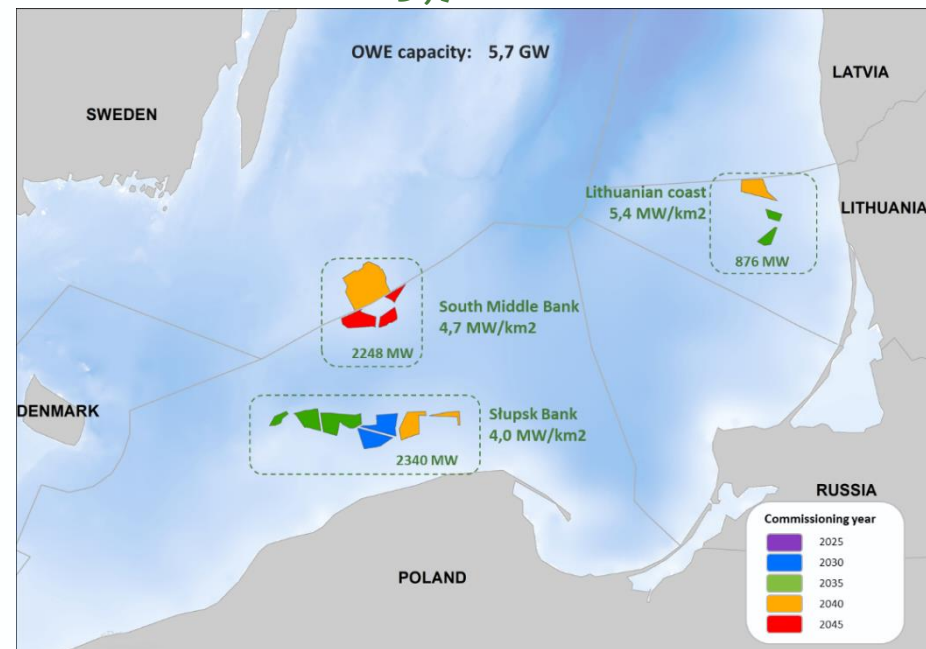 OWE capacity: 5,7 GW
LATVIA
SWEDEN
Lithuanian coast
5,4 MW/km2
LITHUANIA
876 MW
South Middle Bank
4,7 MW/km2
2248 MW
DENMARK
Słupsk Bank
4,0 MW/km2
2340 MW
RUSSIA
POLAND
Commissioning year
2025
2030
2035
2040
2045